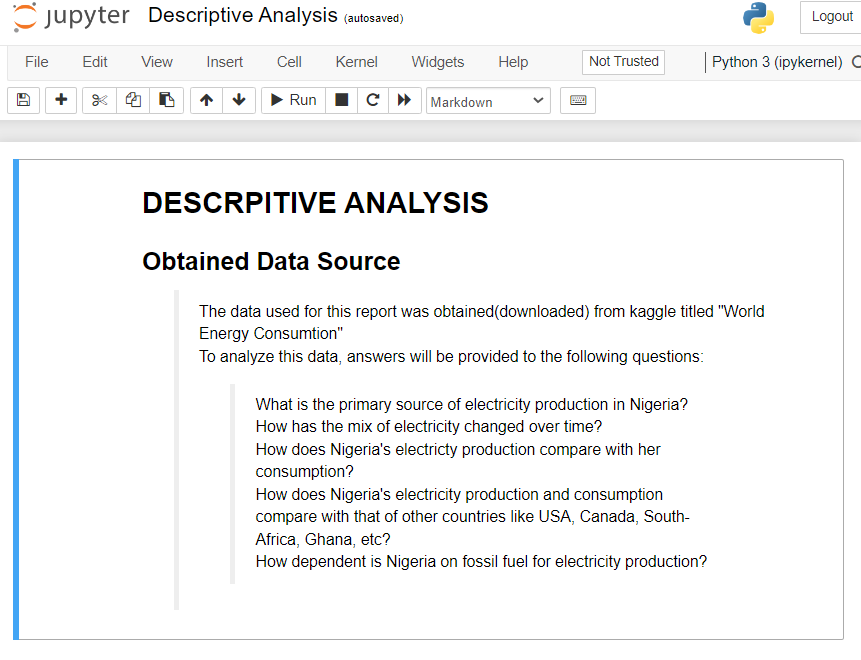 jupyter Descriptive Analysis (autosaved)
Logout
File Edit View Insert Cell Kernel Widgets Help Not Trusted Python 3 (ipykernel)
Run Markdown
DESCRPITIVE ANALYSIS
Obtained Data Source
The data used for this report was obtained(downloaded) from kaggle titled "World
Energy Consumtion"
To analyze this data, answers will be provided to the following questions:
What is the primary source of electricity production in Nigeria?
How has the mix of electricity changed over time?
How does Nigeria's electricty production compare with her
consumption?
How does Nigeria's electricity production and consumption
compare with that of other countries like USA, Canada, South-
Africa, Ghana, etc?
How dependent is Nigeria on fossil fuel for electricity production?